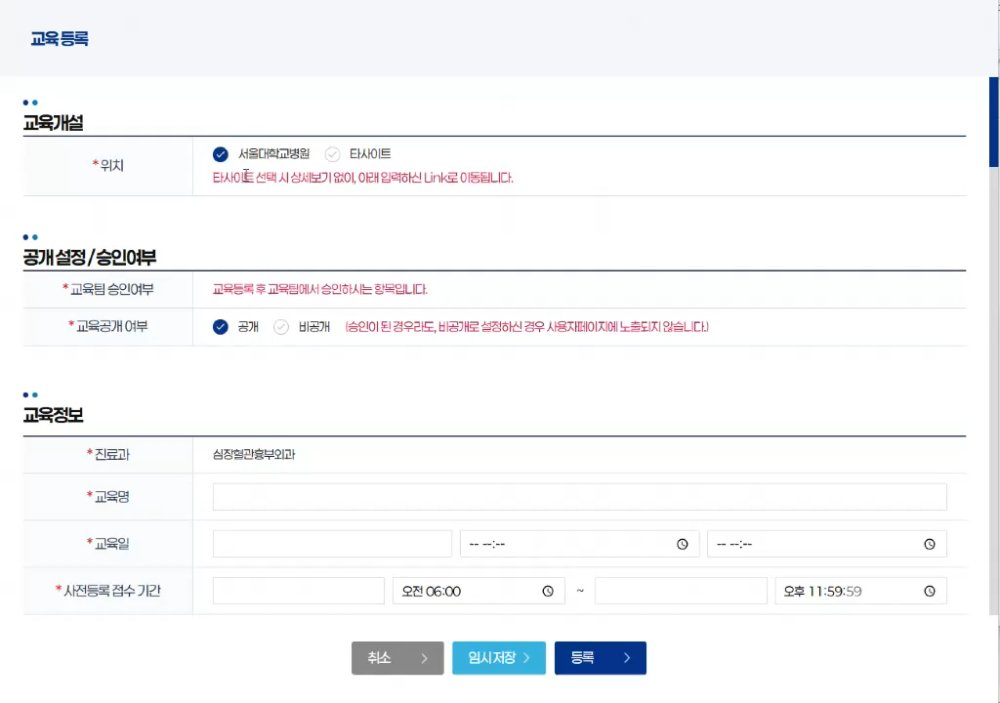 교육 등록
교육개설
*위치
서울대학교병원 타사이트
타사이트 선택 시 상세보기 없이, 아래 입력하신 Link로 이동됩니다.
공개 설정 / 승인여부
*교육팀 승인여부
교육등록 후 교육팀에서 승인하시는 항목입니다.
*교육공개 여부
공개 비공개 (승인이 된 경우라도, 비공개로 설정하신 경우 사용자페이지에 노출되지 않습니다.)
교육정보
*진료과
심장혈관흉부외과
*교육명
*교육일
-- --:-- -- --:--
*사전등록 접수 기간
오전 06:00 ~ 오후 11:59:59
취소 임시저장 등록